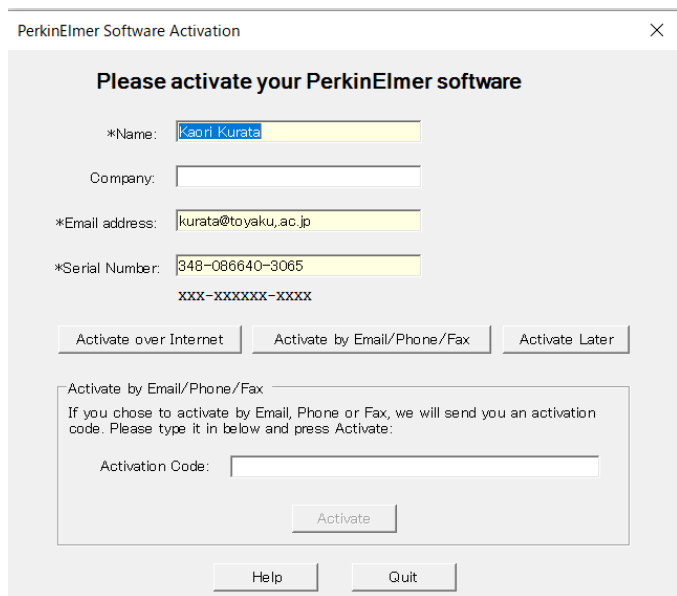 PerkinElmer Software Activation
Please activate your PerkinElmer software
*Name: Kaori Kurata
Company:
*Email address: kurata@toyaku,.ac.jp
*Serial Number: 348-086640-3065
xxx-xxxxxx-xxxx
Activate over Internet Activate by Email/Phone/Fax Activate Later
Activate by Email/Phone/Fax
If you chose to activate by Email, Phone or Fax, we will send you an activation
code. Please type it in below and press Activate:
Activation Code:
Activate
Help Quit